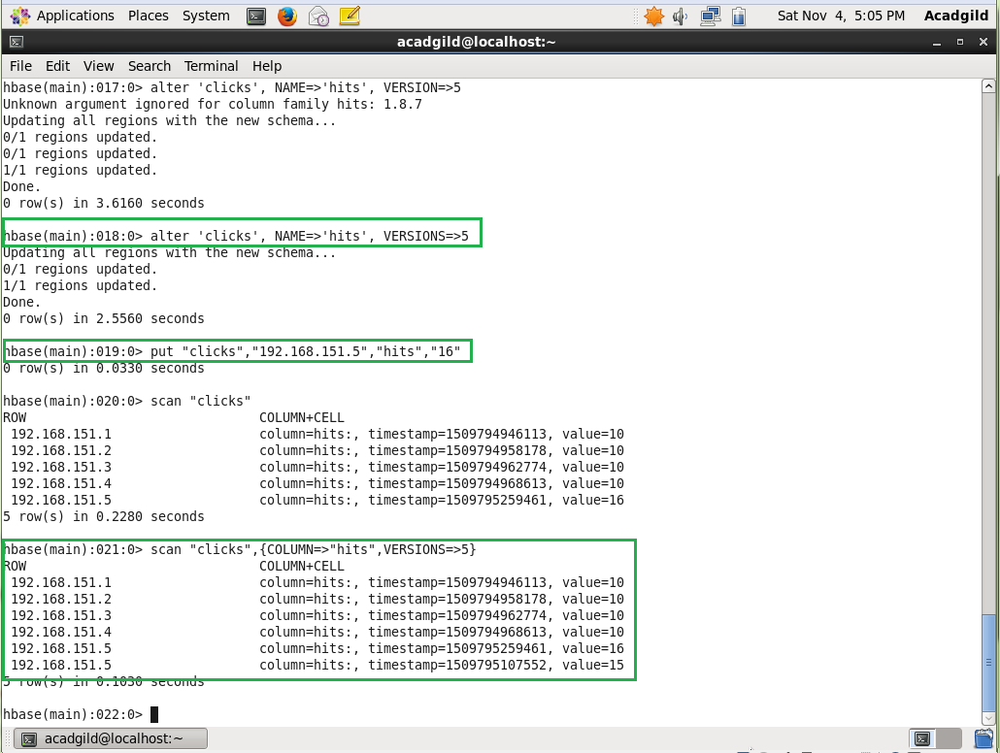 Applications Places System
Sat Nov 4, 5:05 PM Acadgild
acadgild@localhost:~
File Edit View Search Terminal Help
hbase(main):017:0> alter 'clicks', NAME=>'hits', VERSION=>5
Unknown argument ignored for column family hits: 1.8.7
Updating all regions with the new schema...
0/1 regions updated.
0/1 regions updated.
1/1 regions updated.
Done.
0 row(s) in 3.6160 seconds
hbase(main):018:0> alter 'clicks', NAME=>'hits', VERSIONS=>5
Updating all regions with the new schema...
0/1 regions updated.
1/1 regions updated.
Done.
0 row(s) in 2.5560 seconds
hbase(main):019:0> put "clicks","192.168.151.5","hits","16"
0 row(s) in 0.0330 seconds
hbase(main):020:0> scan "clicks"
ROW COLUMN+CELL
192.168.151.1 column=hits:, timestamp=1509794946113, value=10
192.168.151.2 column=hits:, timestamp=1509794958178, value=10
192.168.151.3 column=hits:, timestamp=1509794962774, value=10
192.168.151.4 column=hits:, timestamp=1509794968613, value=10
192.168.151.5 column=hits:, timestamp=1509795259461, value=16
5 row(s) in 0.2280 seconds
hbase(main):021:0> scan "clicks",{COLUMN=>"hits",VERSIONS=>5}
ROW COLUMN+CELL
192.168.151.1 column=hits:, timestamp=1509794946113, value=10
192.168.151.2 column=hits:, timestamp=1509794958178, value=10
192.168.151.3 column=hits:, timestamp=1509794962774, value=10
192.168.151.4 column=hits:, timestamp=1509794968613, value=10
192.168.151.5 column=hits:, timestamp=1509795259461, value=16
192.168.151.5 column=hits:, timestamp=1509795107552, value=15
5 row(s) in 0.1030 seconds
hbase(main):022:0>
acadgild@localhost:~